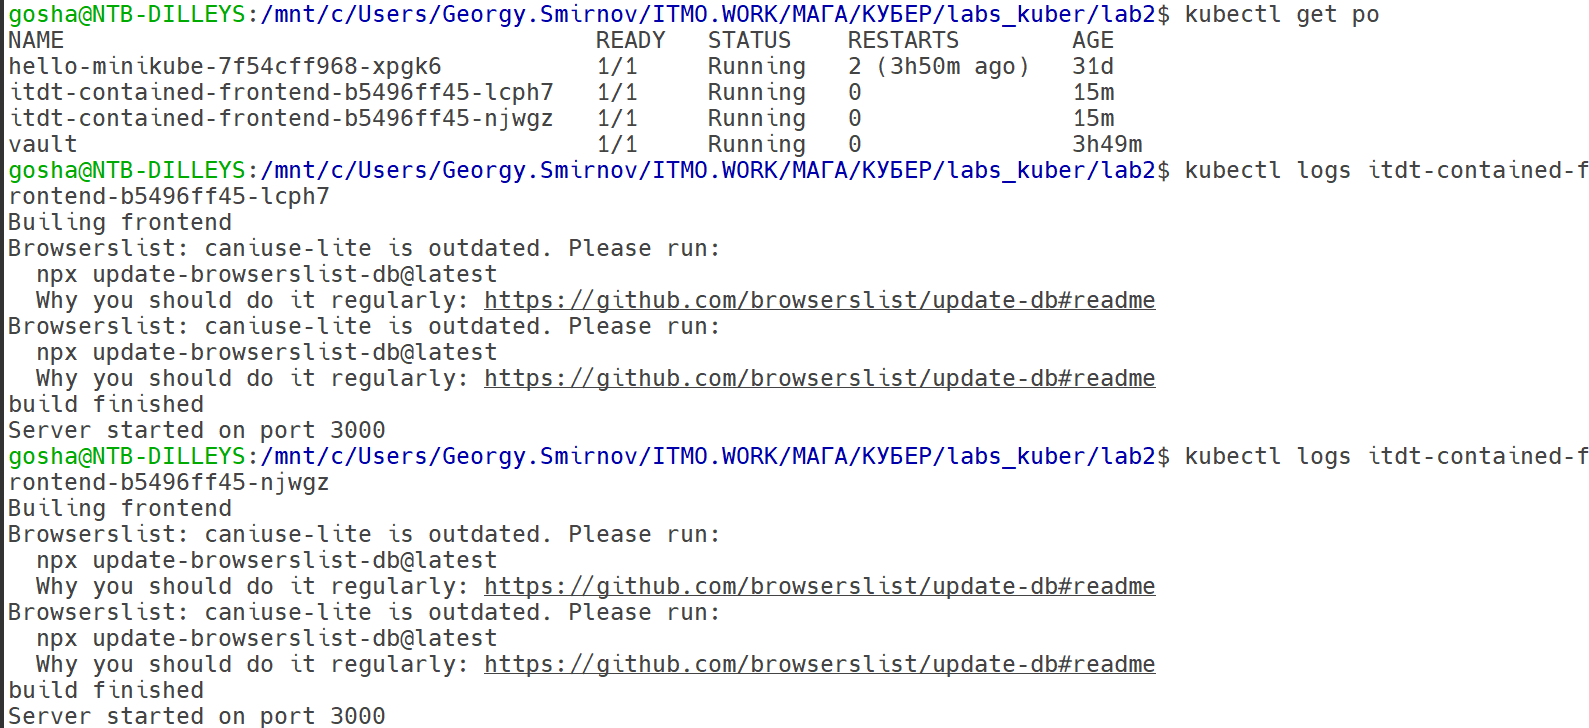 gosha@NTB-DILLEYS:/mnt/c/Users/Georgy.Smirnov/ITMO.WORK/МАГА/КУБЕР/labs_kuber/lab2$ kubectl get po
NAME                                      READY   STATUS    RESTARTS        AGE
hello-minikube-7f54cff968-xpgk6           1/1     Running   2 (3h50m ago)   31d
itdt-contained-frontend-b5496ff45-lcph7   1/1     Running   0               15m
itdt-contained-frontend-b5496ff45-njwgz   1/1     Running   0               15m
vault                                     1/1     Running   0               3h49m
gosha@NTB-DILLEYS:/mnt/c/Users/Georgy.Smirnov/ITMO.WORK/МАГА/КУБЕР/labs_kuber/lab2$ kubectl logs itdt-contained-f
rontend-b5496ff45-lcph7
Builing frontend
Browserslist: caniuse-lite is outdated. Please run:
  npx update-browserslist-db@latest
  Why you should do it regularly: https://github.com/browserslist/update-db#readme
Browserslist: caniuse-lite is outdated. Please run:
  npx update-browserslist-db@latest
  Why you should do it regularly: https://github.com/browserslist/update-db#readme
build finished
Server started on port 3000
gosha@NTB-DILLEYS:/mnt/c/Users/Georgy.Smirnov/ITMO.WORK/МАГА/КУБЕР/labs_kuber/lab2$ kubectl logs itdt-contained-f
rontend-b5496ff45-njwgz
Builing frontend
Browserslist: caniuse-lite is outdated. Please run:
  npx update-browserslist-db@latest
  Why you should do it regularly: https://github.com/browserslist/update-db#readme
Browserslist: caniuse-lite is outdated. Please run:
  npx update-browserslist-db@latest
  Why you should do it regularly: https://github.com/browserslist/update-db#readme
build finished
Server started on port 3000